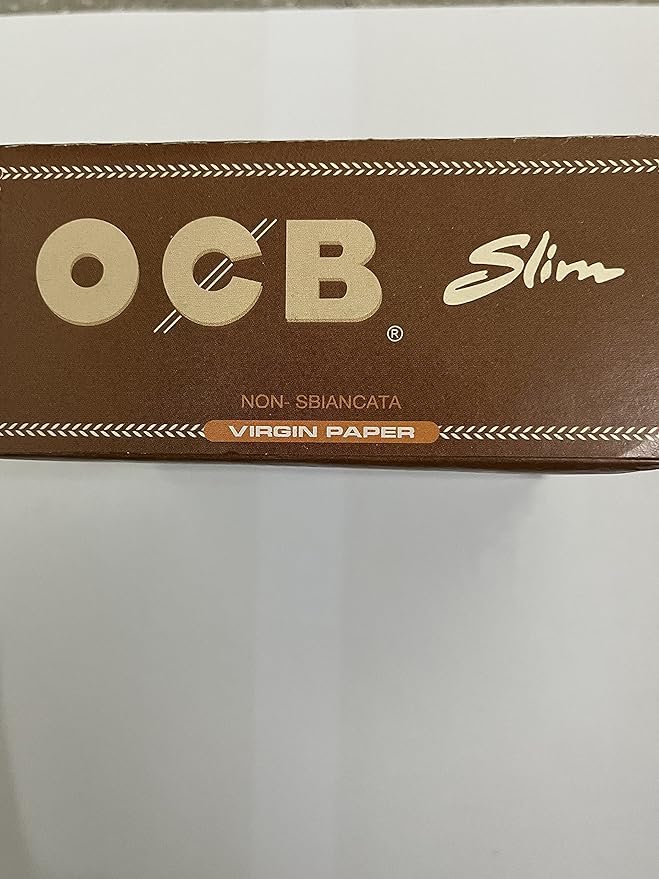 OCB® Slim
NON- SBIANCATA
VIRGIN PAPER